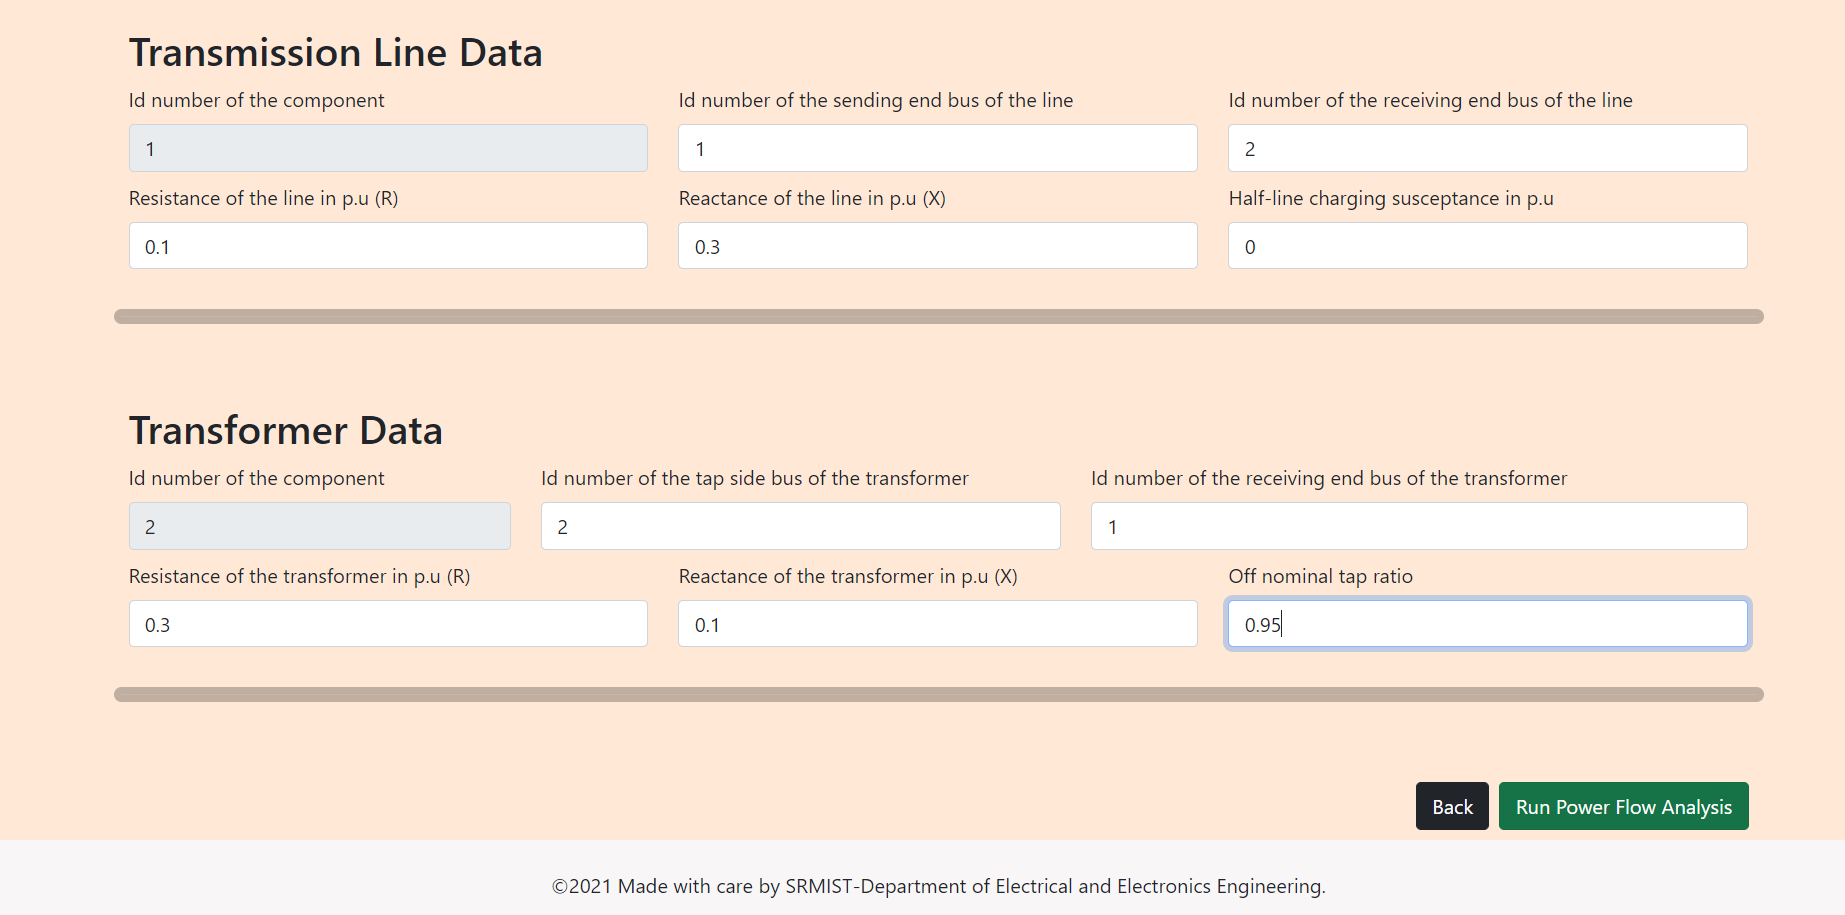 Transmission Line Data
Id number of the component
Id number of the sending end bus of the line
Id number of the receiving end bus of the line
1
1
2
Resistance of the line in p.u (R)
Reactance of the line in p.u (X)
Half-line charging susceptance in p.u
0.1
0.3
0
Transformer Data
Id number of the component
Id number of the tap side bus of the transformer
Id number of the receiving end bus of the transformer
2
2
1
Resistance of the transformer in p.u (R)
Reactance of the transformer in p.u (X)
Off nominal tap ratio
0.3
0.1
0.95
Back
Run Power Flow Analysis
©2021 Made with care by SRMIST-Department of Electrical and Electronics Engineering.